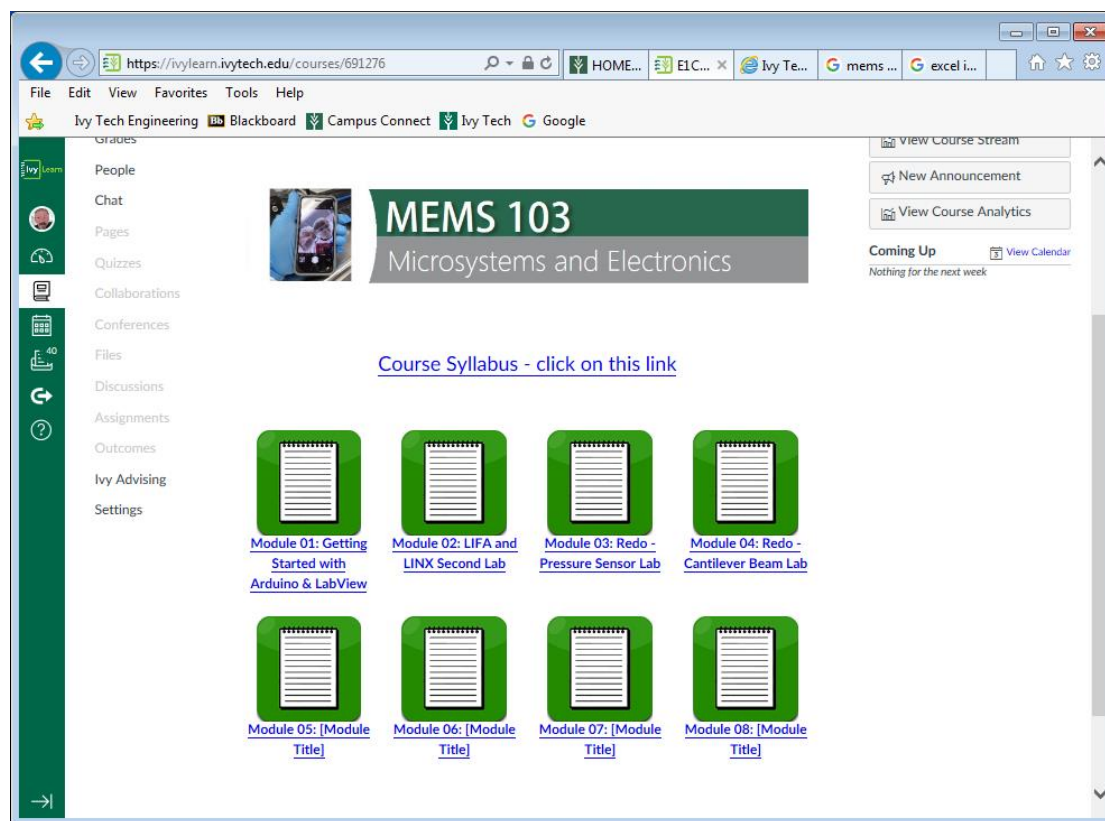 https://ivylearn.ivytech.edu/courses/691276
HOME...
E1C...
Ivy Te...
mems ...
excel i...
File Edit View Favorites Tools Help
Ivy Tech Engineering Bb Blackboard Campus Connect Ivy Tech Google
Ivy Learn
40
Grades
People
Chat
Pages
Quizzes
Collaborations
Conferences
Files
Discussions
Assignments
Outcomes
Ivy Advising
Settings
MEMS 103
Microsystems and Electronics
Course Syllabus - click on this link
Module 01: Getting
Started with
Arduino & LabView
Module 02: LIFA and
LINX Second Lab
Module 03: Redo -
Pressure Sensor Lab
Module 04: Redo -
Cantilever Beam Lab
Module 05: [Module
Title]
Module 06: [Module
Title]
Module 07: [Module
Title]
Module 08: [Module
Title]
View Course Stream
New Announcement
View Course Analytics
Coming Up
View Calendar
Nothing for the next week